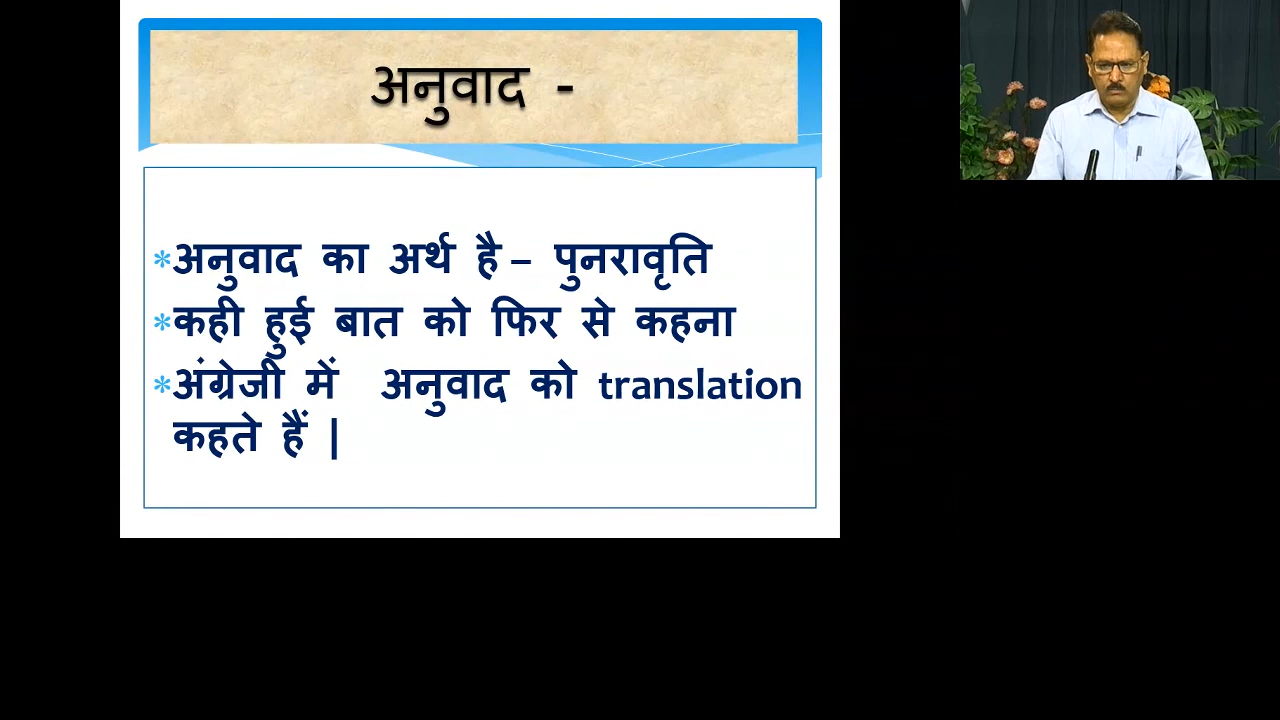 अनुवाद -
*अनुवाद का अर्थ है – पुनरावृति
*कही हुई बात को फिर से कहना
*अंग्रेजी में अनुवाद को translation
कहते हैं |